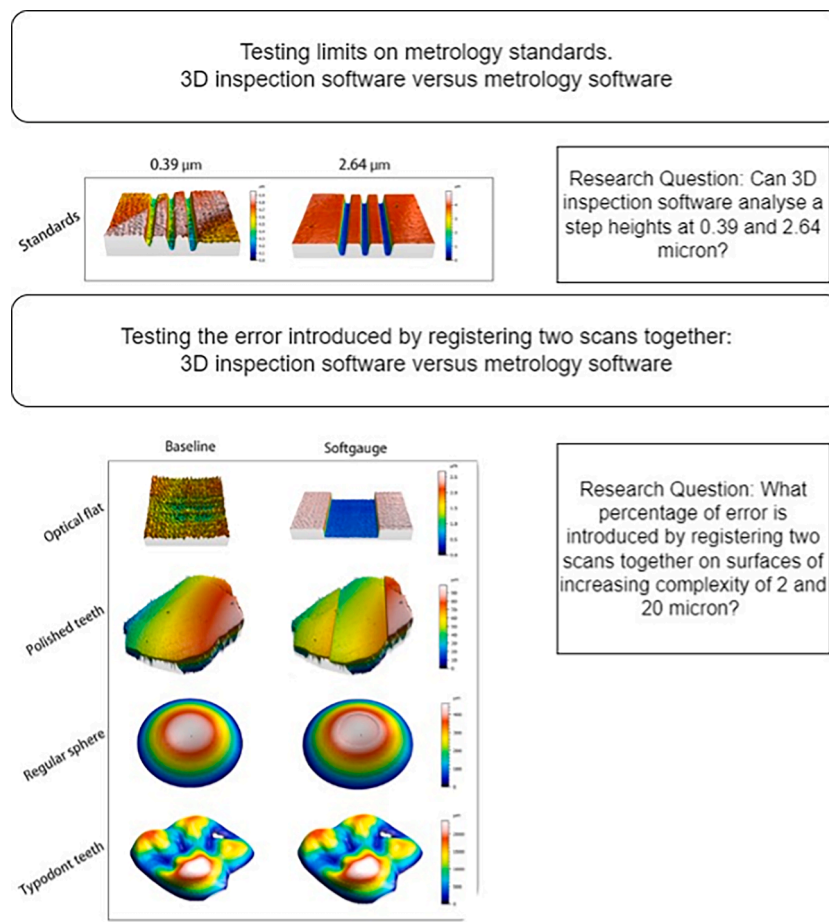 Testing limits on metrology standards.
3D inspection software versus metrology software
0.39 μm
2.64 μm
Standards
Research Question: Can 3D
inspection software analyse a
step heights at 0.39 and 2.64
micron?
Testing the error introduced by registering two scans together:
3D inspection software versus metrology software
Baseline
Softgauge
Optical flat
Polished teeth
Regular sphere
Typodont teeth
Research Question: What
percentage of error is
introduced by registering two
scans together on surfaces of
increasing complexity of 2 and
20 micron?